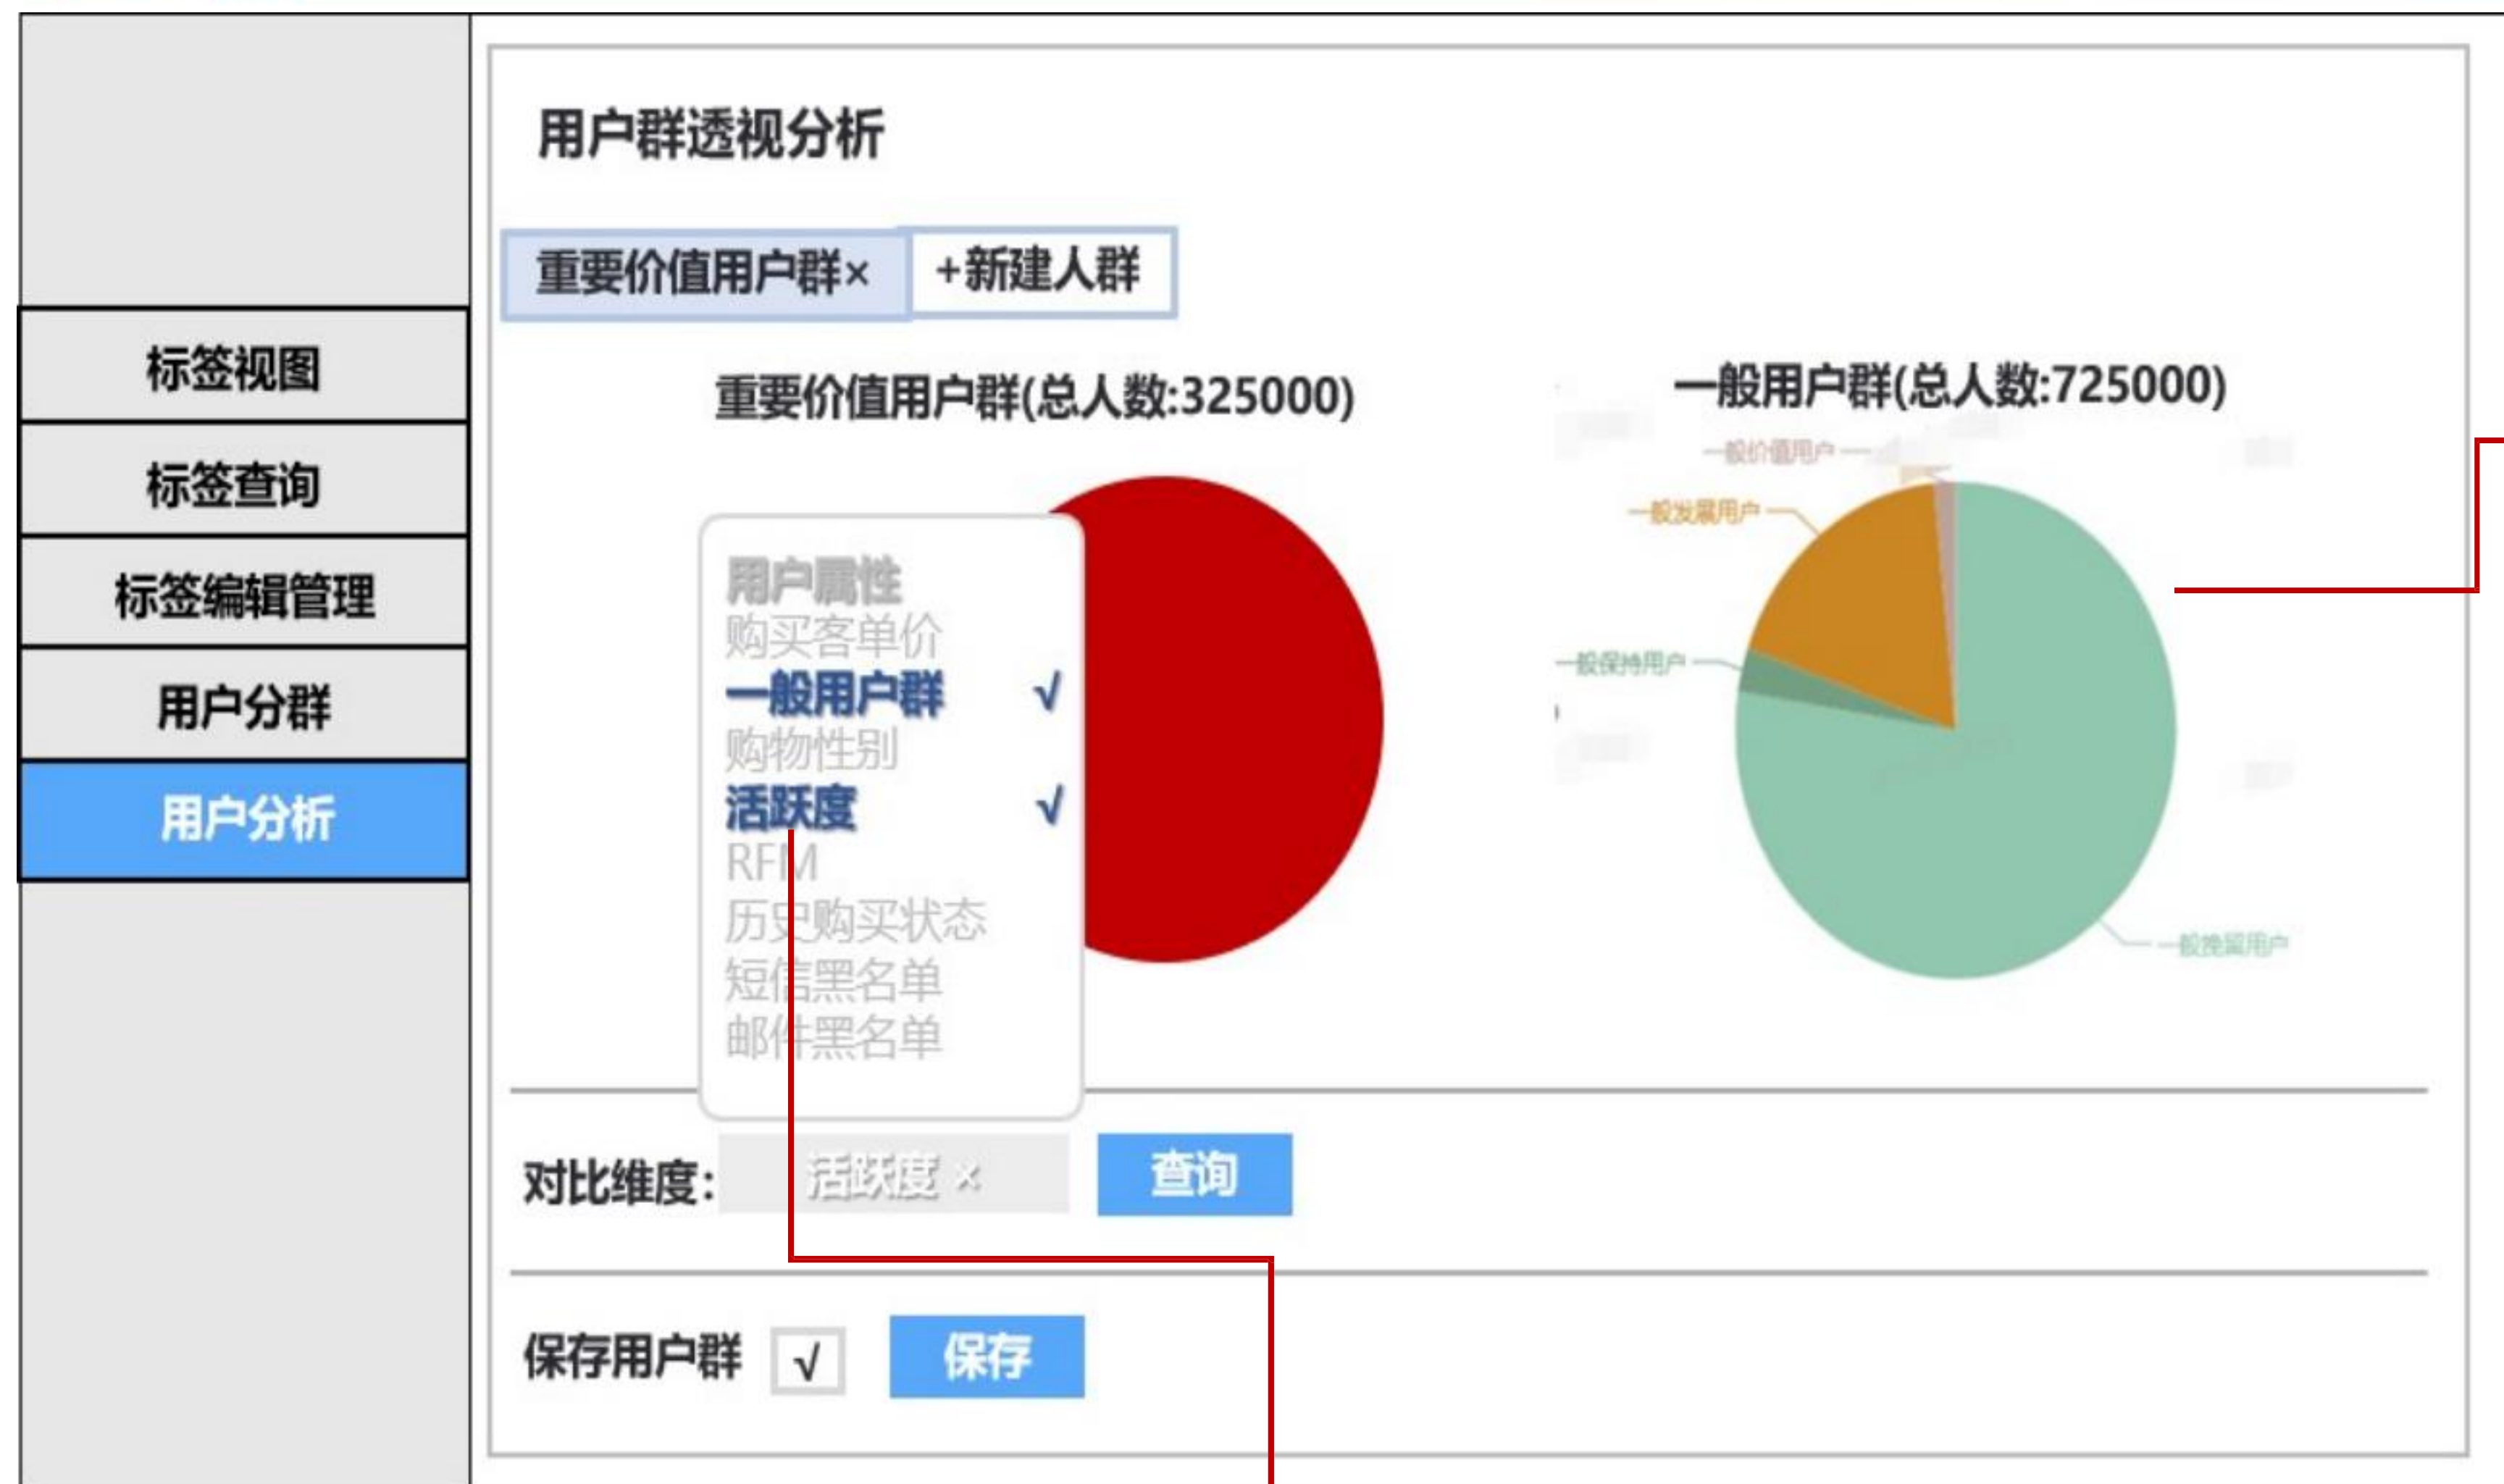 用户群透视分析
重要价值用户群× +新建人群
标签视图
标签查询
标签编辑管理
用户分群
用户分析
重要价值用户群(总人数:325000)
一般用户群(总人数:725000)
一般价值用户
一般发展用户
一般保持用户
一般挽留用户
用户属性
购买客单价
一般用户群 √
购物性别
活跃度 √
RFM
历史购买状态
短信黑名单
邮件黑名单
对比维度: 活跃度 × 查询
保存用户群 √ 保存